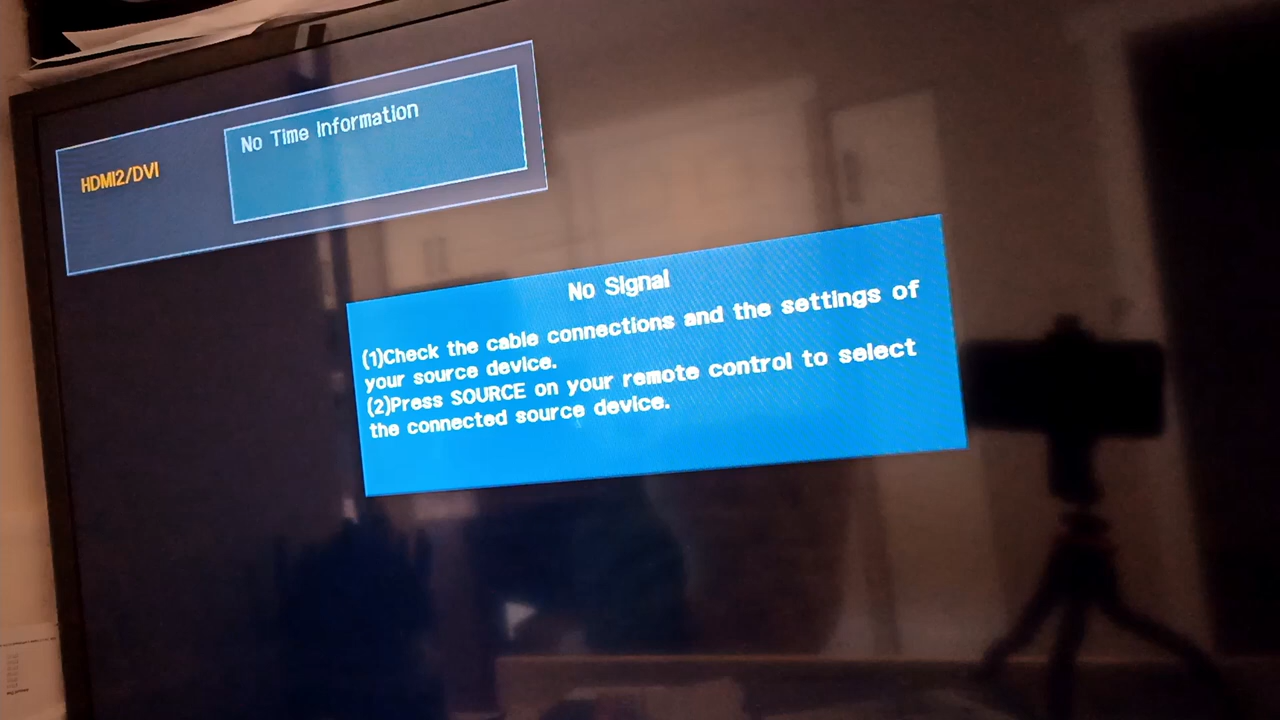 No Time Information
HDMI2/DVI
No Signal
(1)Check the cable connections and the settings of
your source device.
(2)Press SOURCE on your remote control to select
the connected source device.